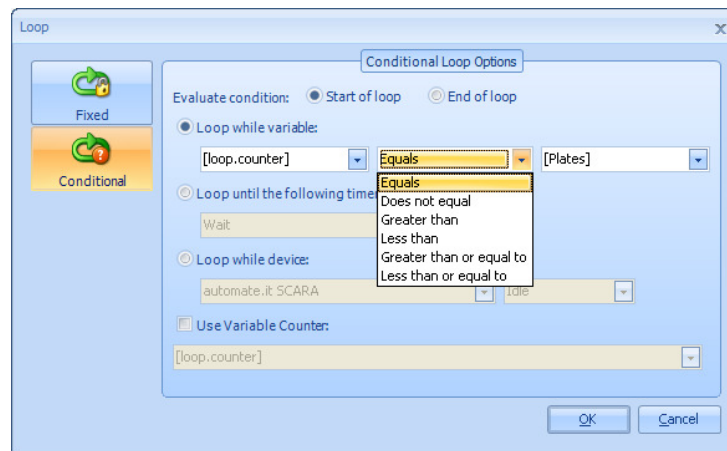 Loop
x
Conditional Loop Options
Fixed
Conditional
Evaluate condition: Start of loop End of loop
Loop while variable:
[loop.counter] Equals [Plates]
Equals
Does not equal
Greater than
Less than
Greater than or equal to
Less than or equal to
Loop until the following timer
Wait
Loop while device:
automate.it SCARA Idle
Use Variable Counter:
[loop.counter]
OK Cancel